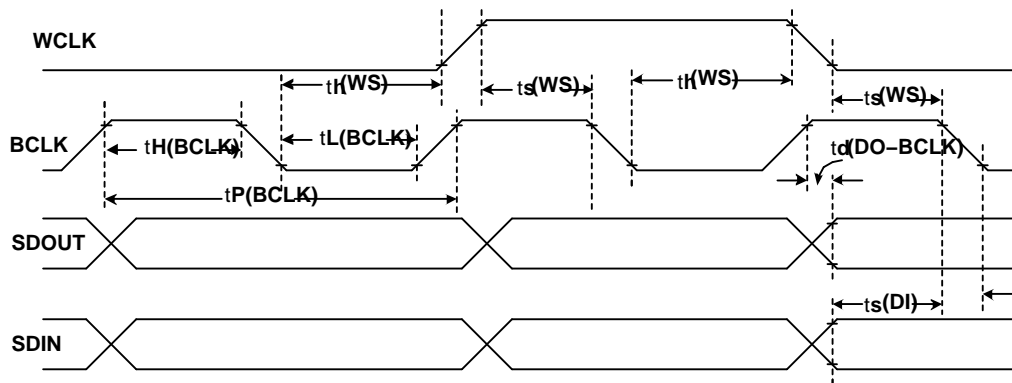 WCLK
th(WS)
ts(WS)
th(WS)
ts(WS)
BCLK
tH(BCLK)
tL(BCLK)
td(DO–BCLK)
tP(BCLK)
SDOUT
ts(DI)
SDIN